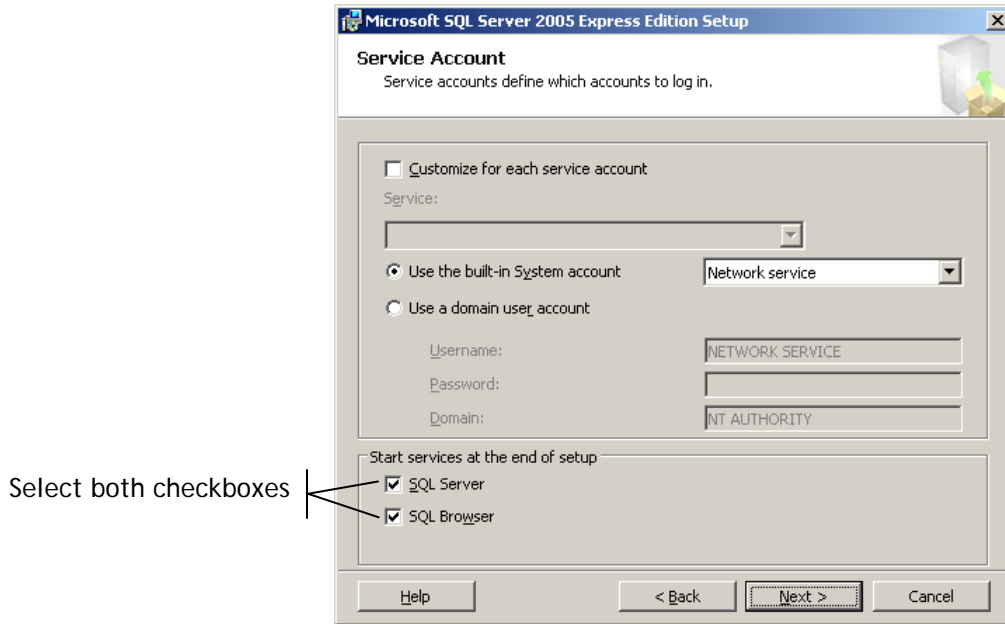 Microsoft SQL Server 2005 Express Edition Setup
Service Account
Service accounts define which accounts to log in.
Customize for each service account
Service:
Use the built-in System account
Network service
Use a domain user account
Username:
NETWORK SERVICE
Password:
Domain:
NT AUTHORITY
Start services at the end of setup
Select both checkboxes
SQL Server
SQL Browser
Help
< Back
Next >
Cancel